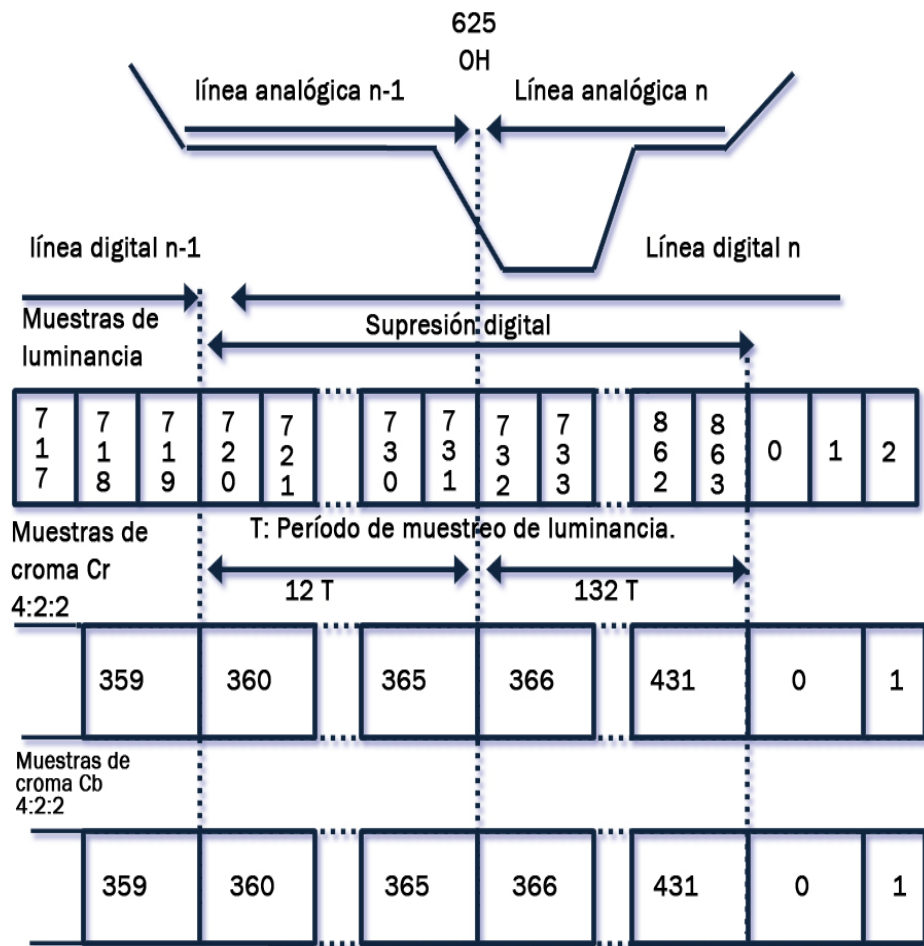 625
OH
línea analógica n-1
Línea analógica n
línea digital n-1
Línea digital n
Muestras de
luminancia
Supresión digital
717 718 719 720 721 730 731 732 733 862 863 0 1 2
Muestras de
croma Cr
4:2:2
T: Período de muestreo de luminancia.
12 T
132 T
359 360 365 366 431 0 1
Muestras de
croma Cb
4:2:2
359 360 365 366 431 0 1